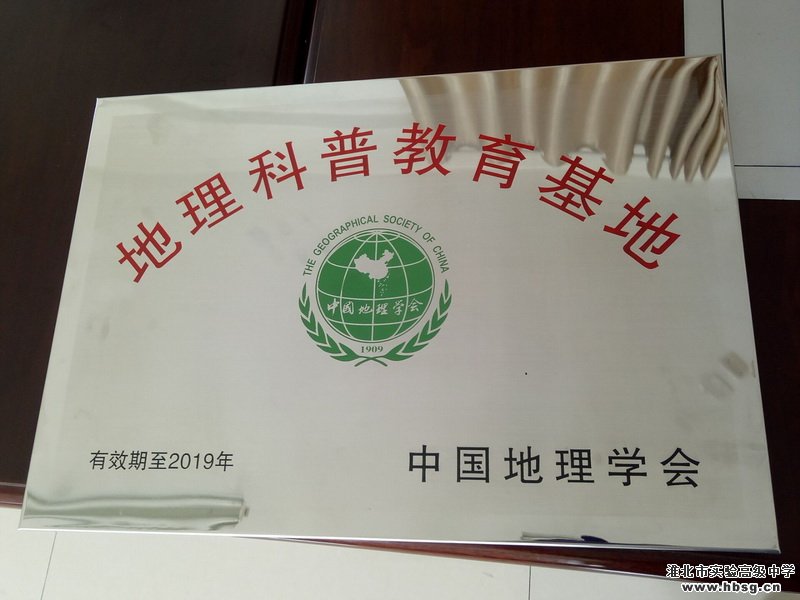 地理科普教育基地
THE GEOGRAPHICAL SOCIETY OF CHINA
中国地理学会
1909
有效期至2019年
中国地理学会
淮北市实验高级中学
www.hbsg.cn